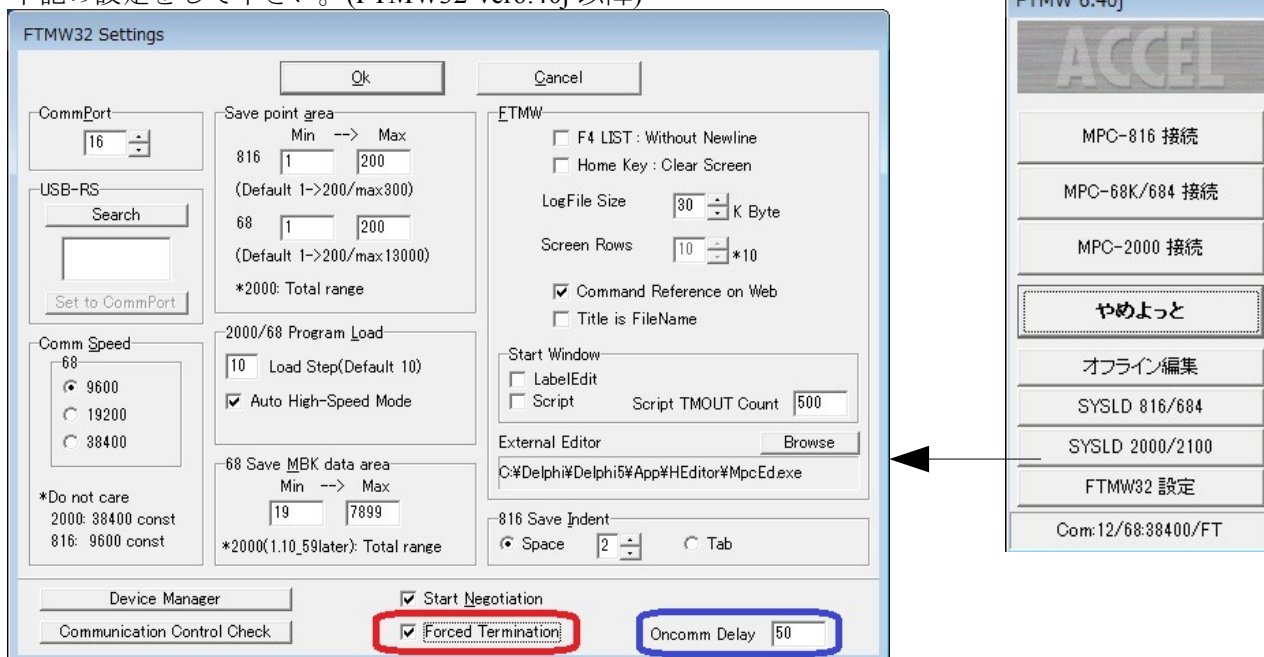 下記の設定をして下さい。(FTMW32 ver6.40j 以降)
FTMW32 Settings
Ok
Cancel
CommPort
16
USB-RS
Search
Set to CommPort
Comm Speed
68
9600
19200
38400
*Do not care
2000: 38400 const
816: 9600 const
Save point area
Min --> Max
816 1 200
(Default 1->200/max300)
68 1 200
(Default 1->200/max13000)
*2000: Total range
2000/68 Program Load
10 Load Step(Default 10)
Auto High-Speed Mode
68 Save MBK data area
Min --> Max
19 7899
*2000(1.10_59later): Total range
FTMW
F4 LIST : Without Newline
Home Key : Clear Screen
LogFile Size 30 K Byte
Screen Rows 10 *10
Command Reference on Web
Title is FileName
Start Window
LabelEdit
Script Script TMOUT Count 500
External Editor Browse
C:¥Delphi¥Delphi5¥App¥HEditor¥MpcEd.exe
816 Save Indent
Space 2 Tab
Device Manager
Start Negotiation
Communication Control Check
Forced Termination
Oncomm Delay 50
FTMW 6.40j
ACCEL
MPC-816 接続
MPC-68K/684 接続
MPC-2000 接続
やめよっと
オフライン編集
SYSLD 816/684
SYSLD 2000/2100
FTMW32 設定
Com:12/68:38400/FT